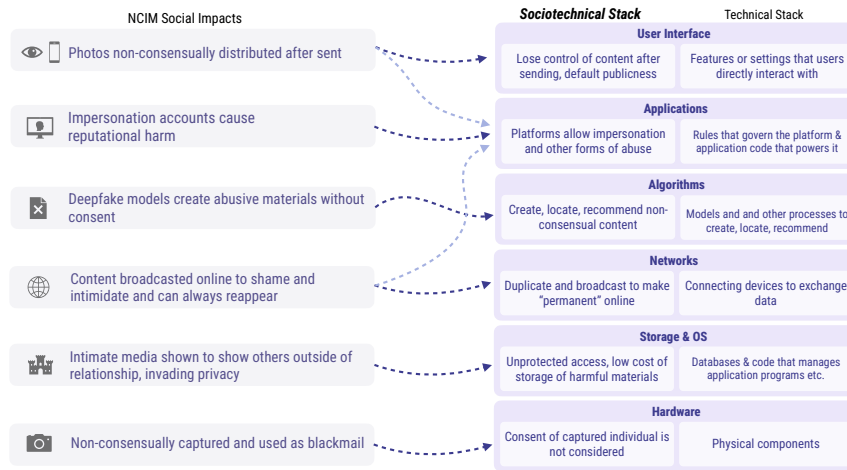 NCIM Social Impacts
Photos non-consensually distributed after sent
Impersonation accounts cause
reputational harm
Deepfake models create abusive materials without
consent
Content broadcasted online to shame and
intimidate and can always reappear
Intimate media shown to show others outside of
relationship, invading privacy
Non-consensually captured and used as blackmail
Sociotechnical Stack
Technical Stack
User Interface
Lose control of content after
sending, default publicness
Features or settings that users
directly interact with
Applications
Platforms allow impersonation
and other forms of abuse
Rules that govern the platform &
application code that powers it
Algorithms
Create, locate, recommend non-
consensual content
Models and and other processes to
create, locate, recommend
Networks
Duplicate and broadcast to make
“permanent” online
Connecting devices to exchange
data
Storage & OS
Unprotected access, low cost of
storage of harmful materials
Databases & code that manages
application programs etc.
Hardware
Consent of captured individual is
not considered
Physical components